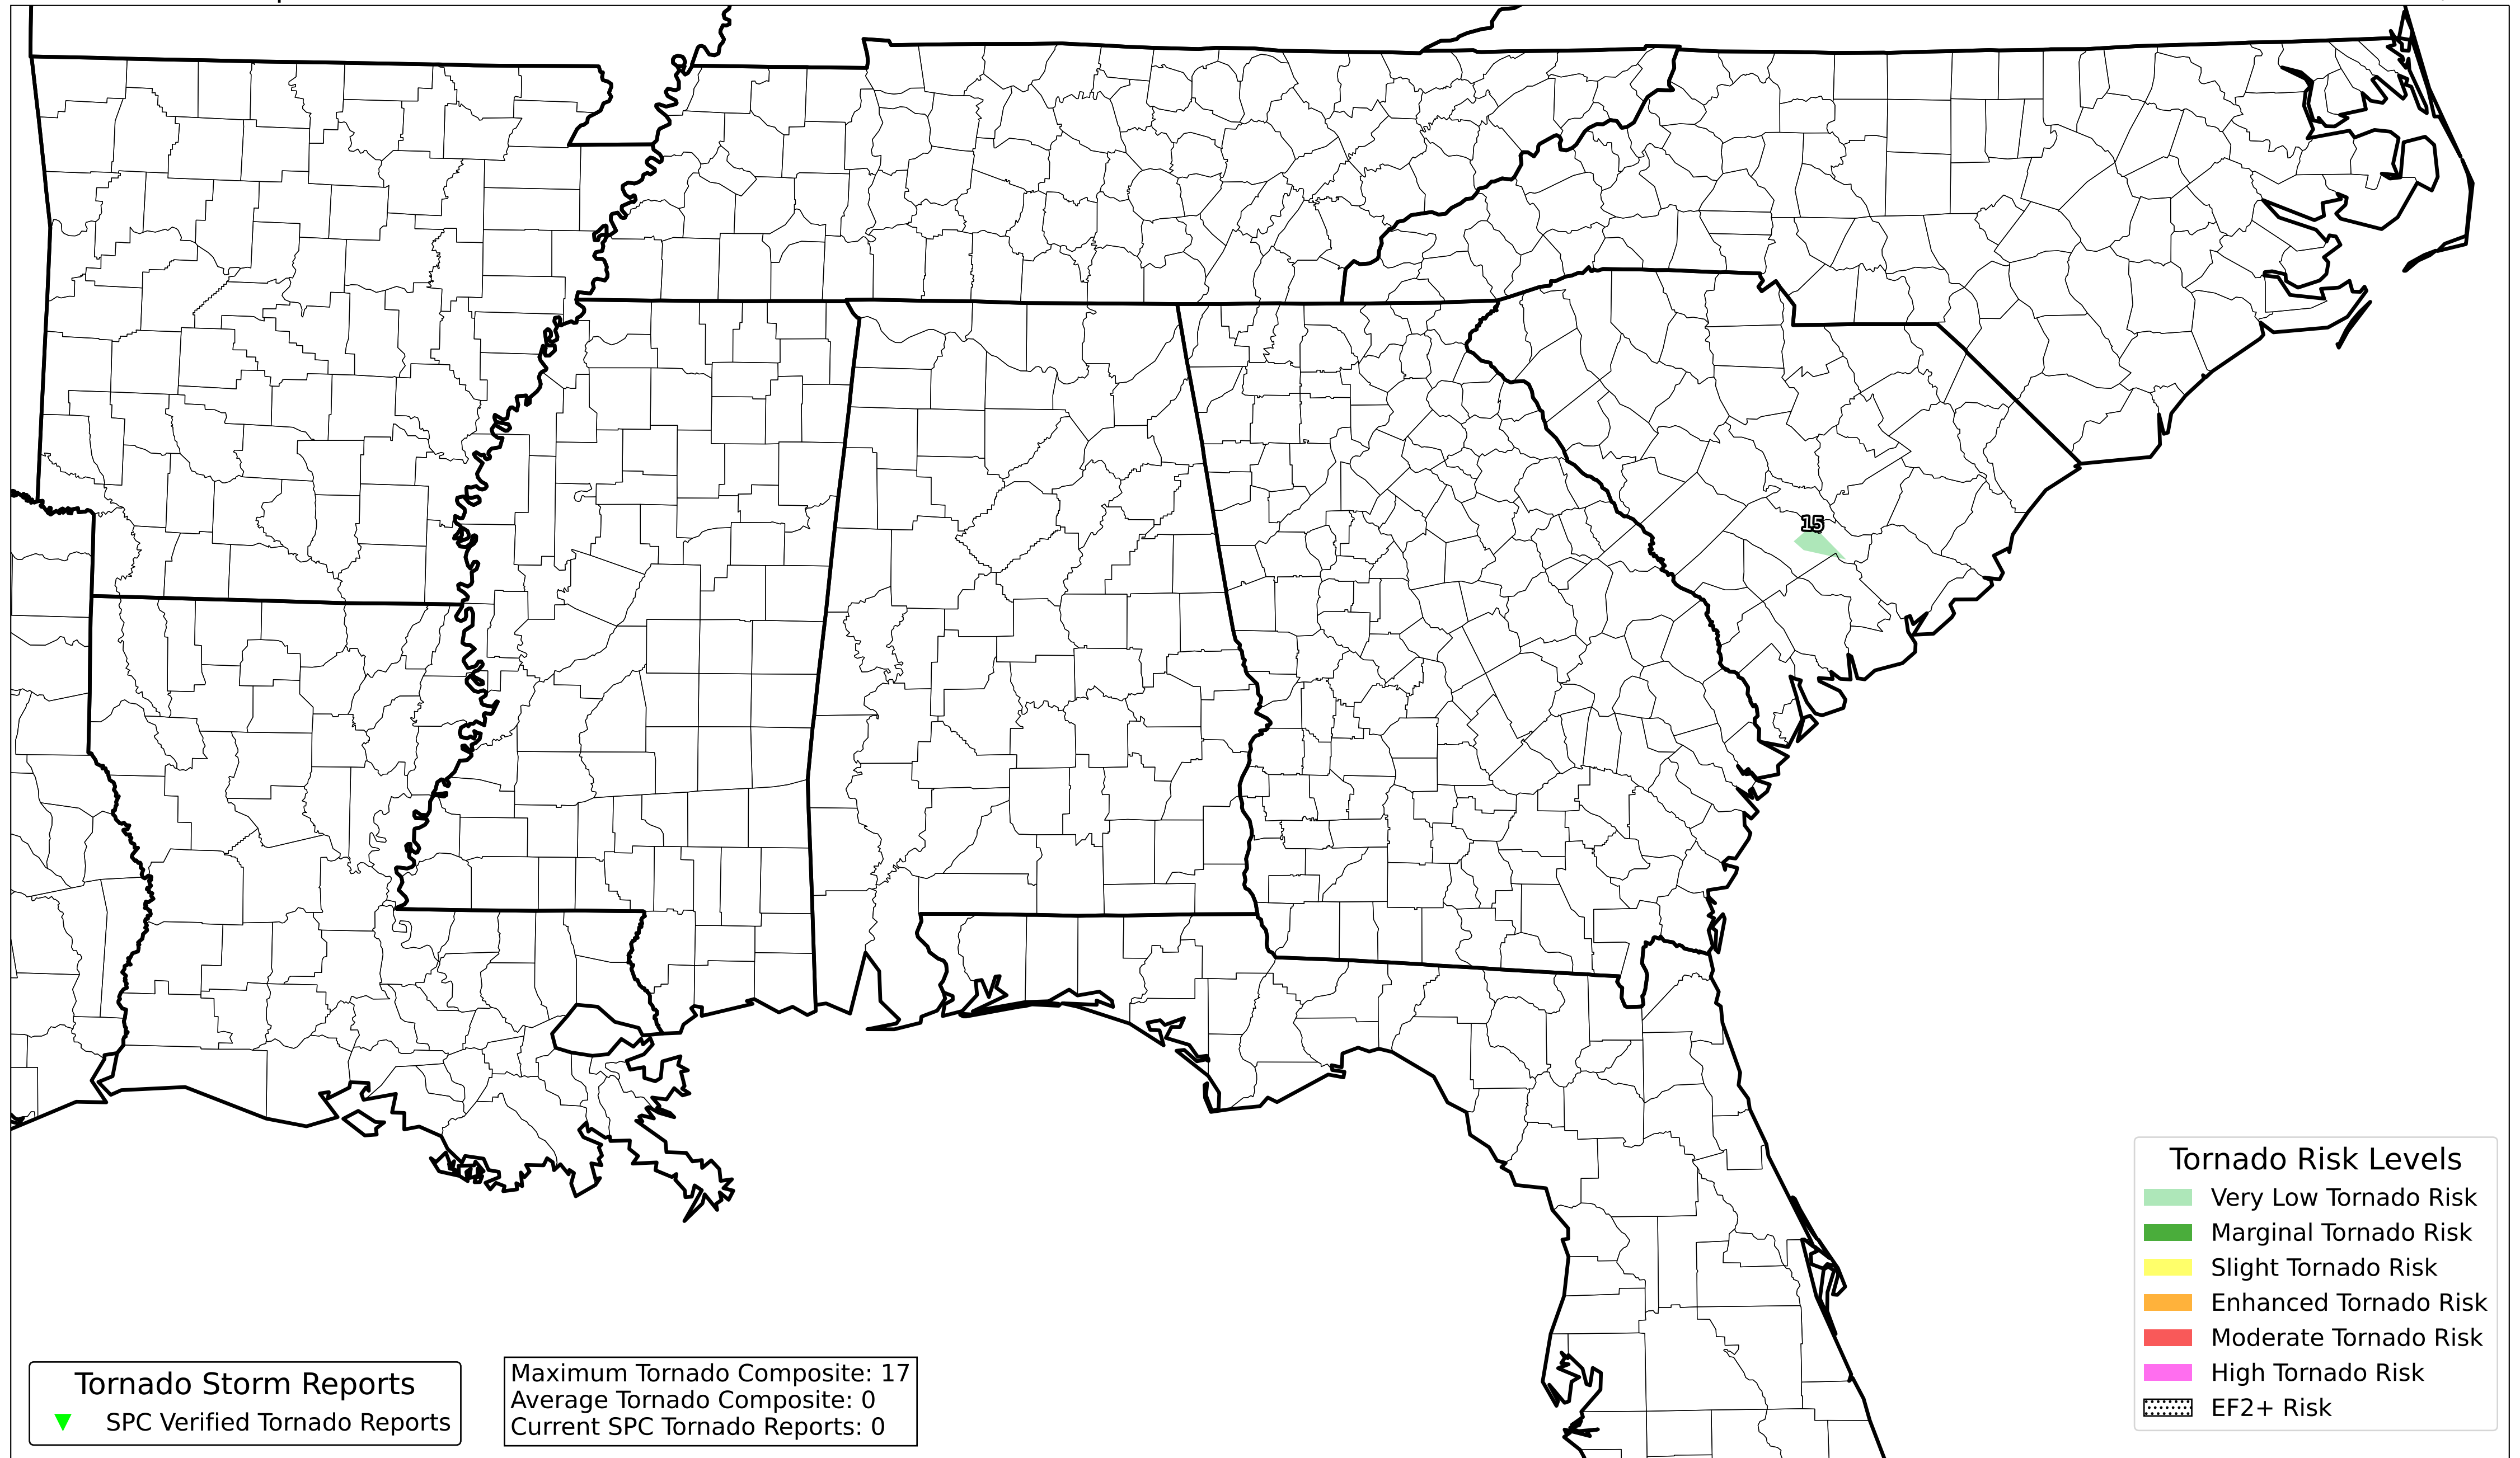 15
Tornado Risk Levels
Very Low Tornado Risk
Marginal Tornado Risk
Slight Tornado Risk
Enhanced Tornado Risk
Moderate Tornado Risk
High Tornado Risk
EF2+ Risk
Tornado Storm Reports
SPC Verified Tornado Reports
Maximum Tornado Composite: 17
Average Tornado Composite: 0
Current SPC Tornado Reports: 0